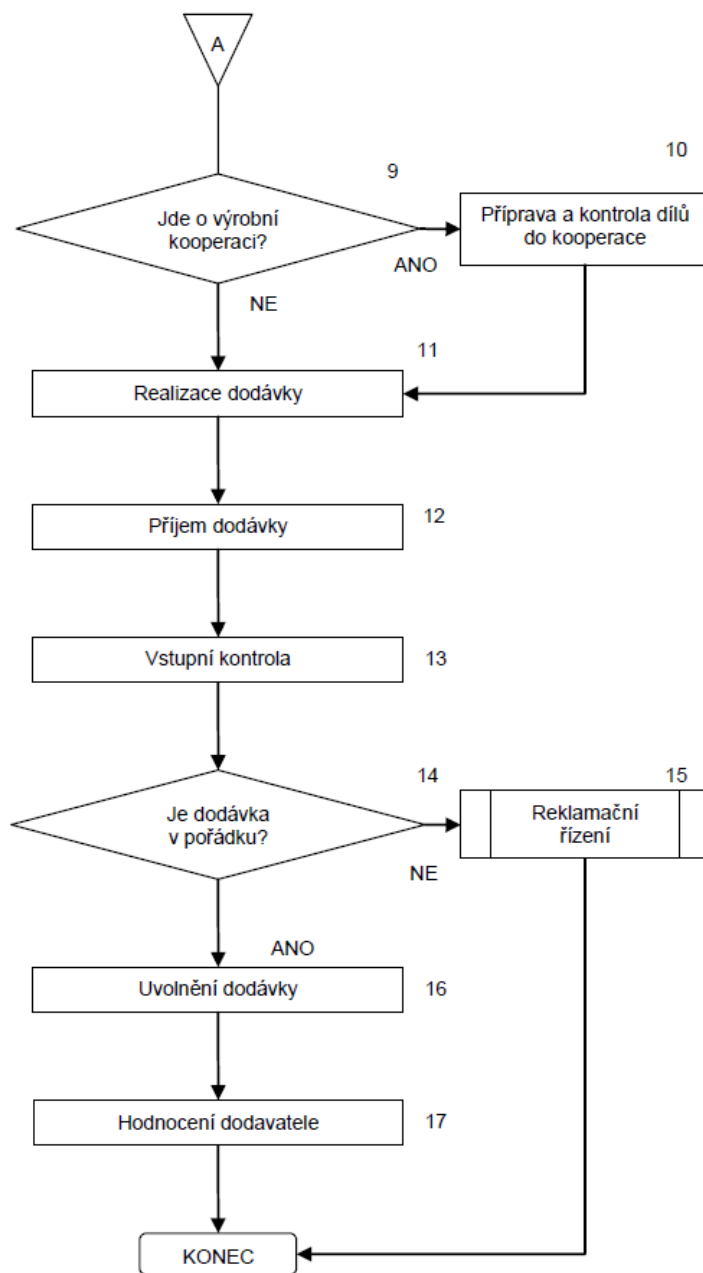 A
9
10
Jde o výrobní
kooperaci?
Příprava a kontrola dílů
do kooperace
ANO
NE
11
Realizace dodávky
Příjem dodávky
12
Vstupní kontrola
13
14
15
Je dodávka
v pořádku?
Reklamační
řízení
NE
ANO
Uvolnění dodávky
16
Hodnocení dodavatele
17
KONEC